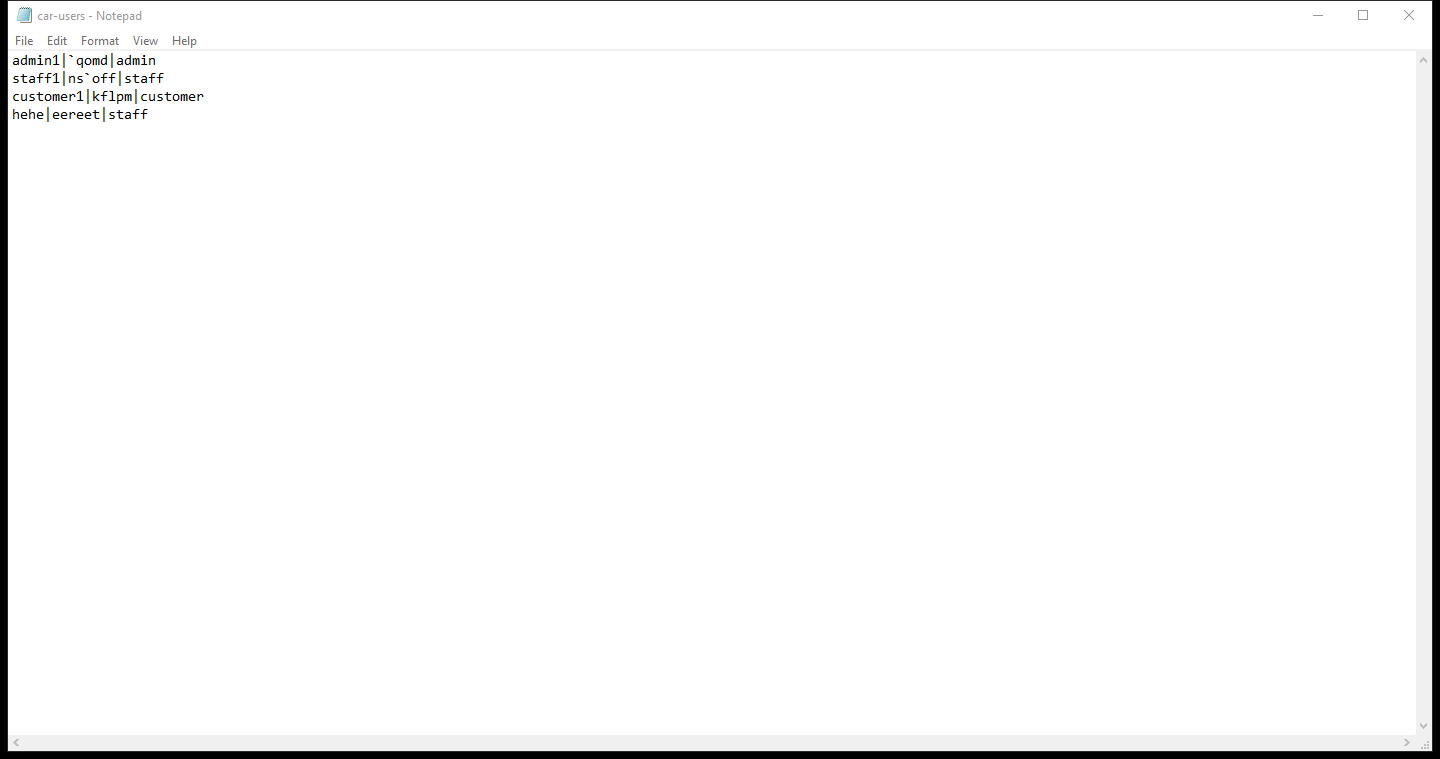 car-users - Notepad
File Edit Format View Help
admin1|`qomd|admin
staff1|ns`off|staff
customer1|kflpm|customer
hehe|eereet|staff